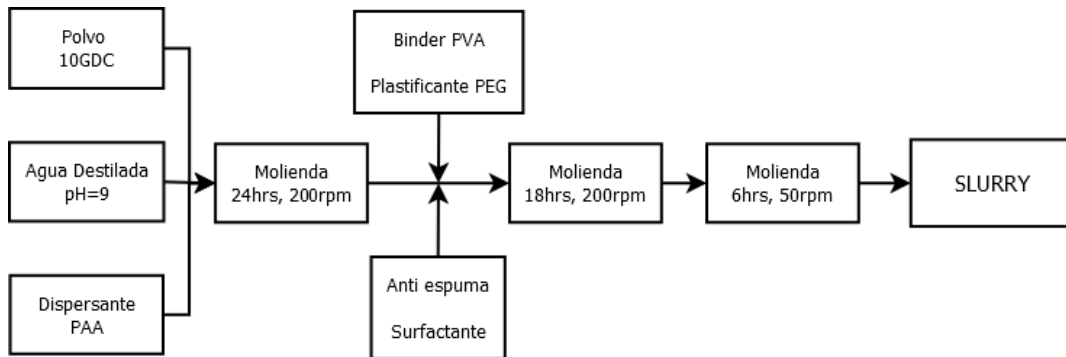 Polvo
10GDC
Agua Destilada
pH=9
Dispersante
PAA
Molienda
24hrs, 200rpm
Binder PVA
Plastificante PEG
Anti espuma
Surfactante
Molienda
18hrs, 200rpm
Molienda
6hrs, 50rpm
SLURRY